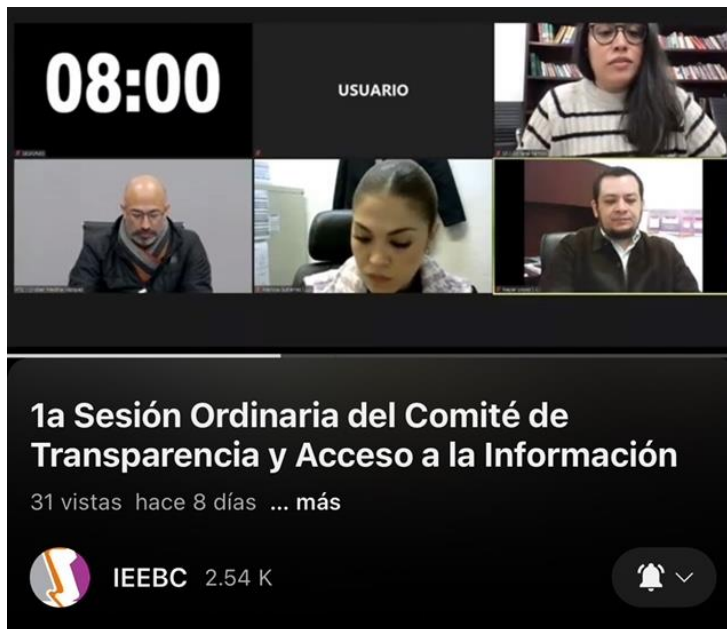 08:00
USUARIO
1a Sesión Ordinaria del Comité de
Transparencia y Acceso a la Información
31 vistas hace 8 días ... más
IEEBC 2.54 K